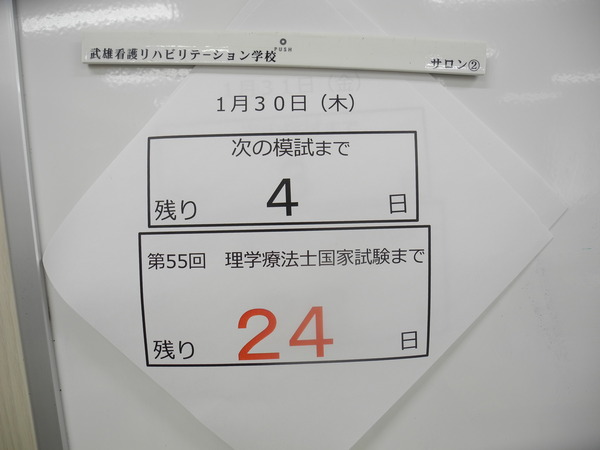 PUSH
武雄看護リハビリテーション学校
サロン②
1月30日（木）
次の模試まで
残り 4 日
第55回　理学療法士国家試験まで
残り 24 日